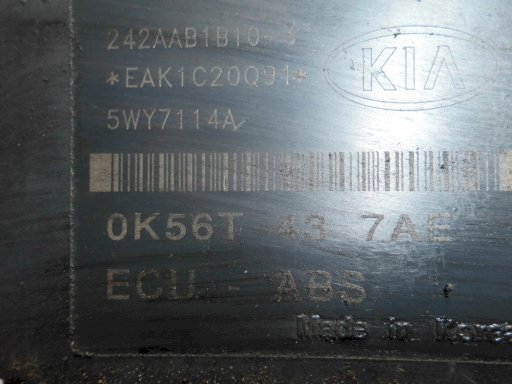 242AAB1B10-3
KIA
*EAK1C20Q91*
5WY7114A
0K56T 43 7AE
ECU - ABS
Made in Korea